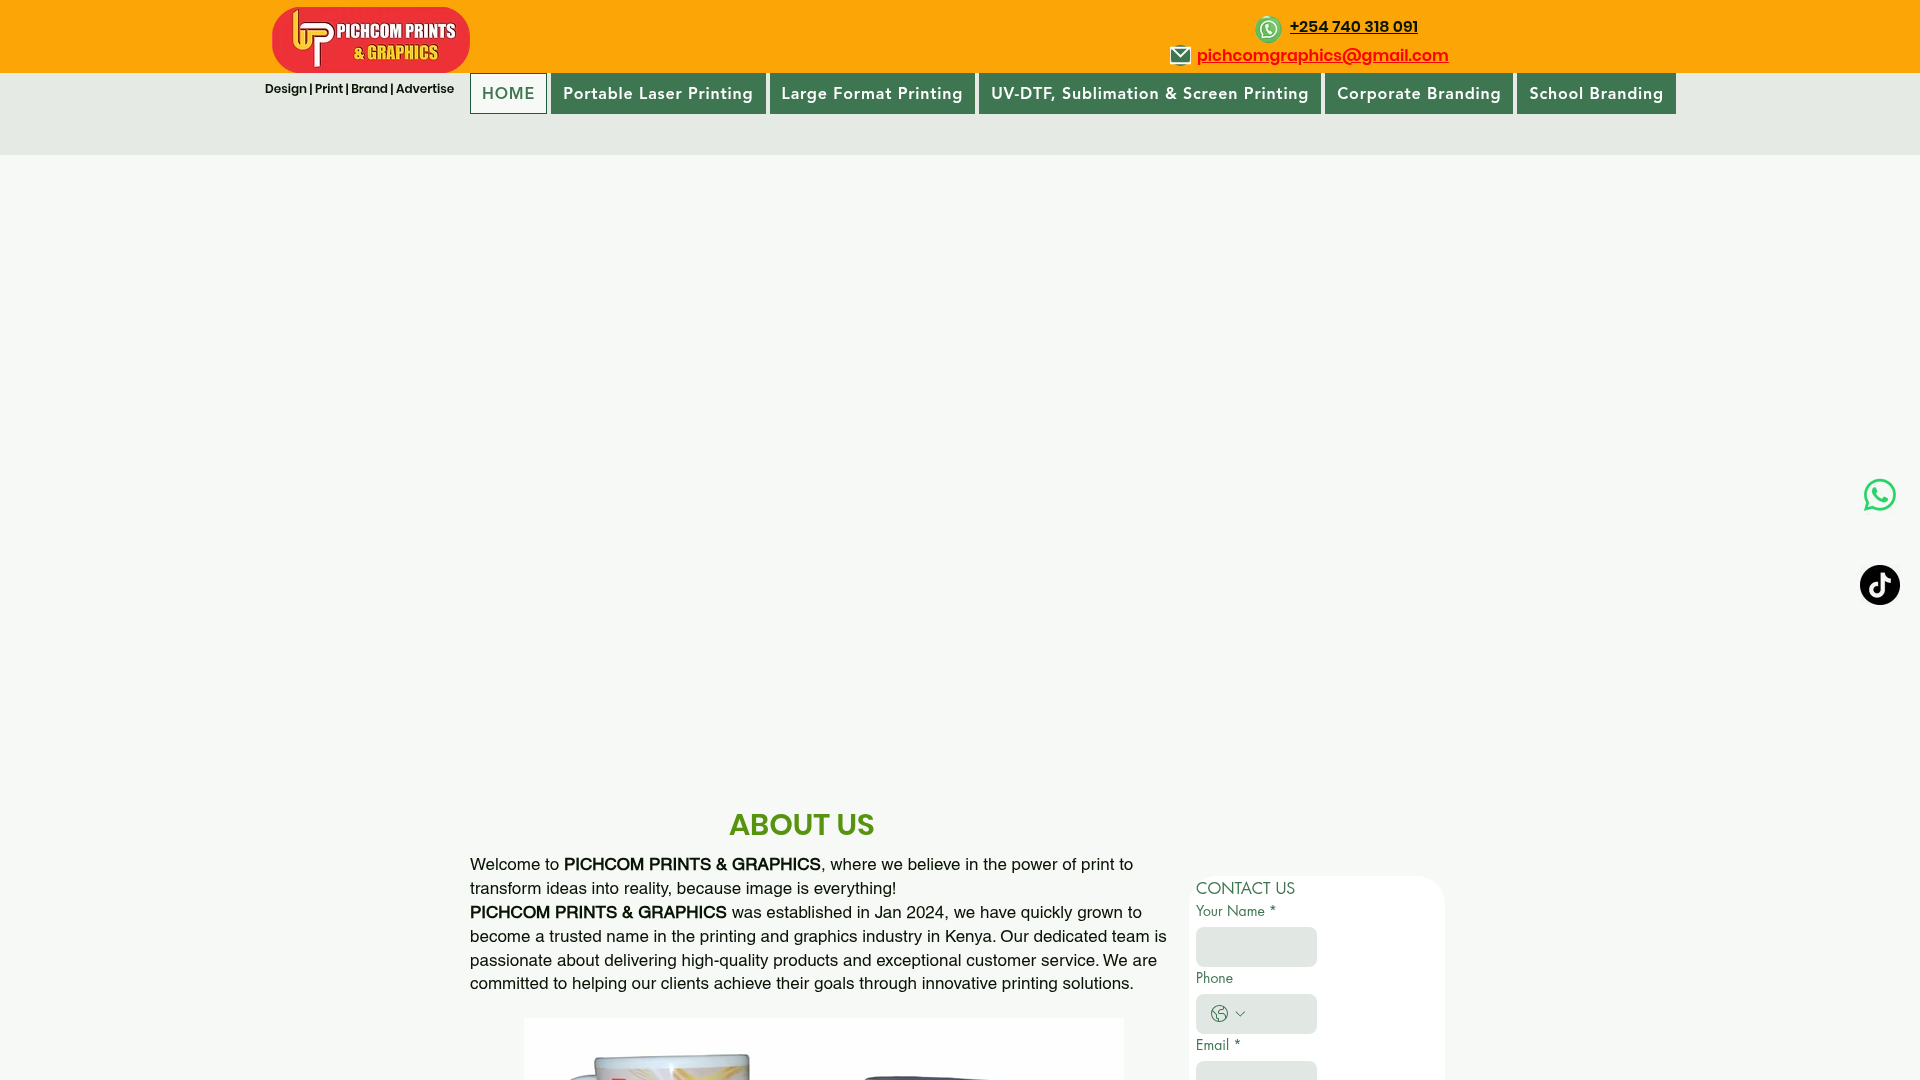 PICHCOM PRINTS
& GRAPHICS
+254 740 318 091
pichcomgraphics@gmail.com
Design | Print | Brand | Advertise
HOME
Portable Laser Printing
Large Format Printing
UV-DTF, Sublimation & Screen Printing
Corporate Branding
School Branding
ABOUT US
Welcome to PICHCOM PRINTS & GRAPHICS, where we believe in the power of print to
transform ideas into reality, because image is everything!
PICHCOM PRINTS & GRAPHICS was established in Jan 2024, we have quickly grown to
become a trusted name in the printing and graphics industry in Kenya. Our dedicated team is
passionate about delivering high-quality products and exceptional customer service. We are
committed to helping our clients achieve their goals through innovative printing solutions.
CONTACT US
Your Name *
Phone
Email *